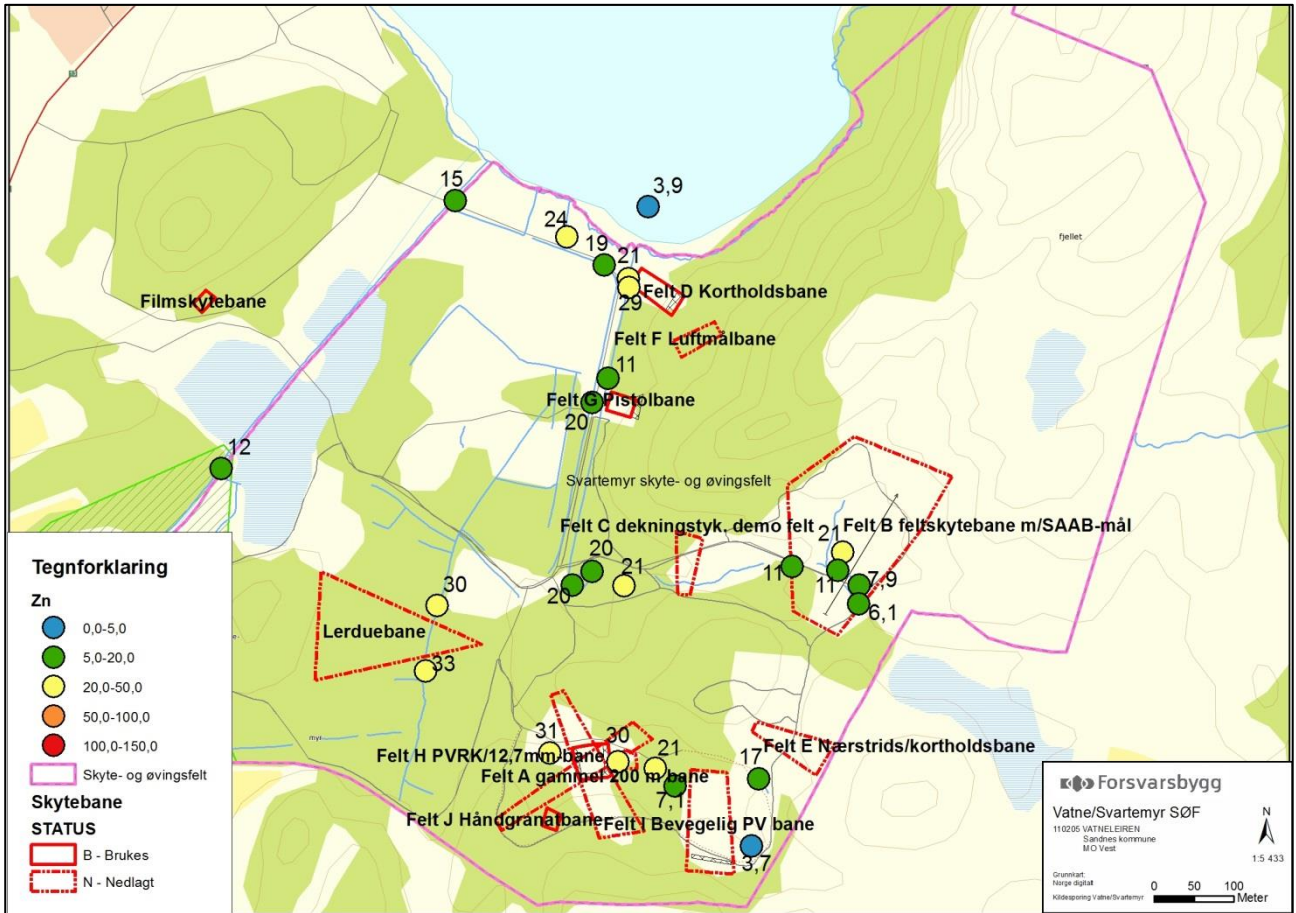 15
3,9
24
19
21
29
fjellet
Filmskytebane
Felt D Kortholdsbane
Felt F Luftmålbane
11
Felt G Pistolbane
20
12
Svartemyr skyte- og øvingsfelt
Felt C dekningstyk. demo felt
21
Felt B feltskytebane m/SAAB-mål
20
21
20
11
11
7,9
6,1
30
Lerduebane
33
myr
31
30
21
17
Felt E Nærstrids/kortholdsbane
Felt H PVRK/12,7mm-bane
Felt A gammel 200 m bane
7,1
Felt J Håndgranatbane
Felt I Bevegelig PV bane
3,7
Tegnforklaring
Zn
0,0-5,0
5,0-20,0
20,0-50,0
50,0-100,0
100,0-150,0
Skyte- og øvingsfelt
Skytebane
STATUS
B - Brukes
N - Nedlagt
Forsvarsbygg
Vatne/Svartemyr SØF
110205 VATNELEIREN
Sandnes kommune
MO Vest
N
1:5 433
Grunnkart:
Norge digitalt
Kildesporing Vatne/Svartemyr
0 50 100
Meter